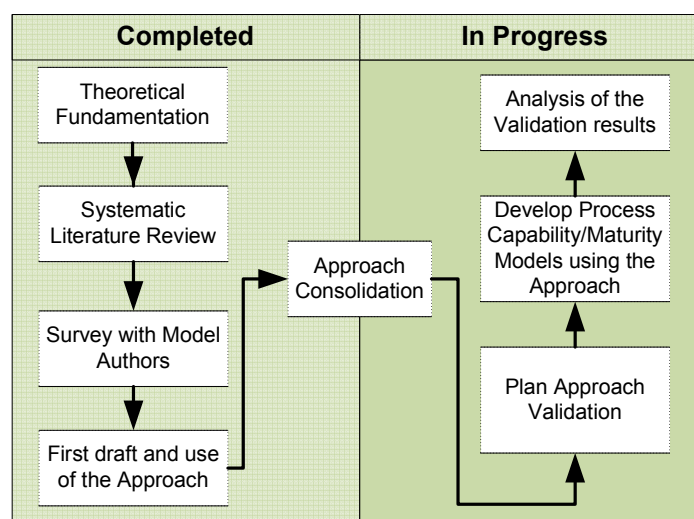 Completed
In Progress
Theoretical
Fundamentation
Systematic
Literature Review
Survey with Model
Authors
First draft and use
of the Approach
Approach
Consolidation
Plan Approach
Validation
Develop Process
Capability/Maturity
Models using the
Approach
Analysis of the
Validation results